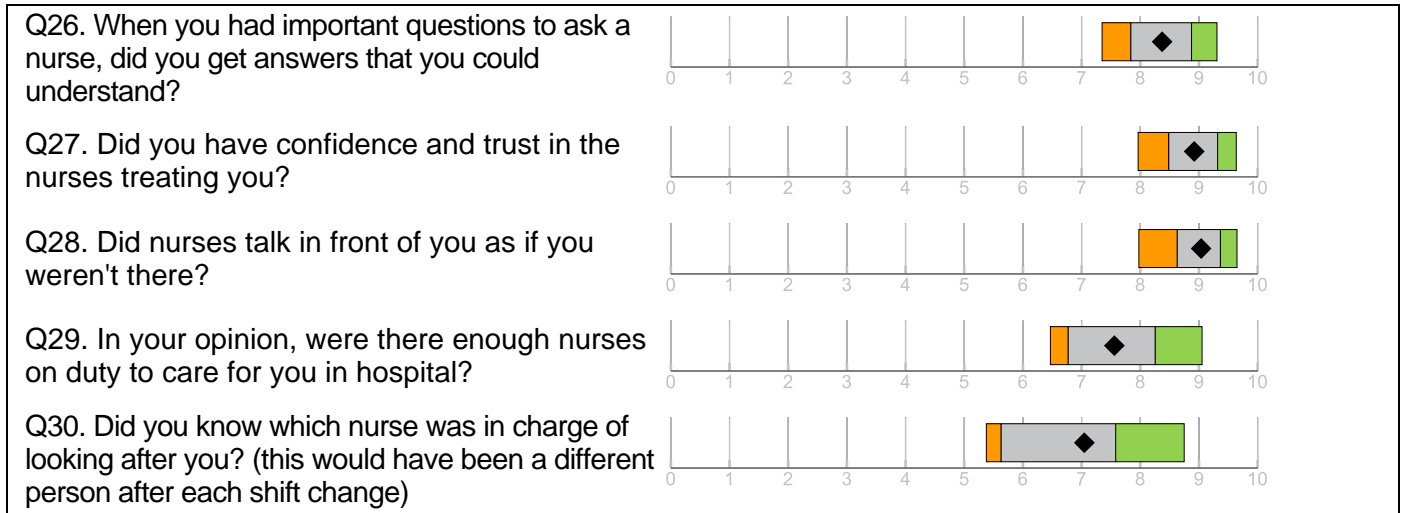 Q26. When you had important questions to ask a
nurse, did you get answers that you could
understand?
0 1 2 3 4 5 6 7 8 9 10
Q27. Did you have confidence and trust in the
nurses treating you?
0 1 2 3 4 5 6 7 8 9 10
Q28. Did nurses talk in front of you as if you
weren't there?
0 1 2 3 4 5 6 7 8 9 10
Q29. In your opinion, were there enough nurses
on duty to care for you in hospital?
0 1 2 3 4 5 6 7 8 9 10
Q30. Did you know which nurse was in charge of
looking after you? (this would have been a different
person after each shift change)
0 1 2 3 4 5 6 7 8 9 10